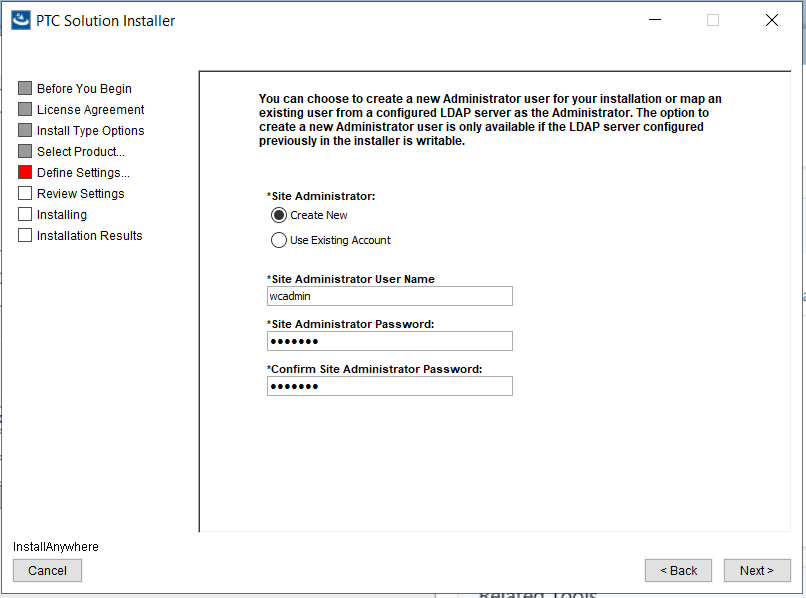 PTC Solution Installer
Before You Begin
License Agreement
Install Type Options
Select Product...
Define Settings...
Review Settings
Installing
Installation Results
You can choose to create a new Administrator user for your installation or map an
existing user from a configured LDAP server as the Administrator. The option to
create a new Administrator user is only available if the LDAP server configured
previously in the installer is writable.
*Site Administrator:
Create New
Use Existing Account
*Site Administrator User Name
wcadmin
*Site Administrator Password:
•••••••
*Confirm Site Administrator Password:
•••••••
InstallAnywhere
Cancel
< Back
Next >
Related Tools